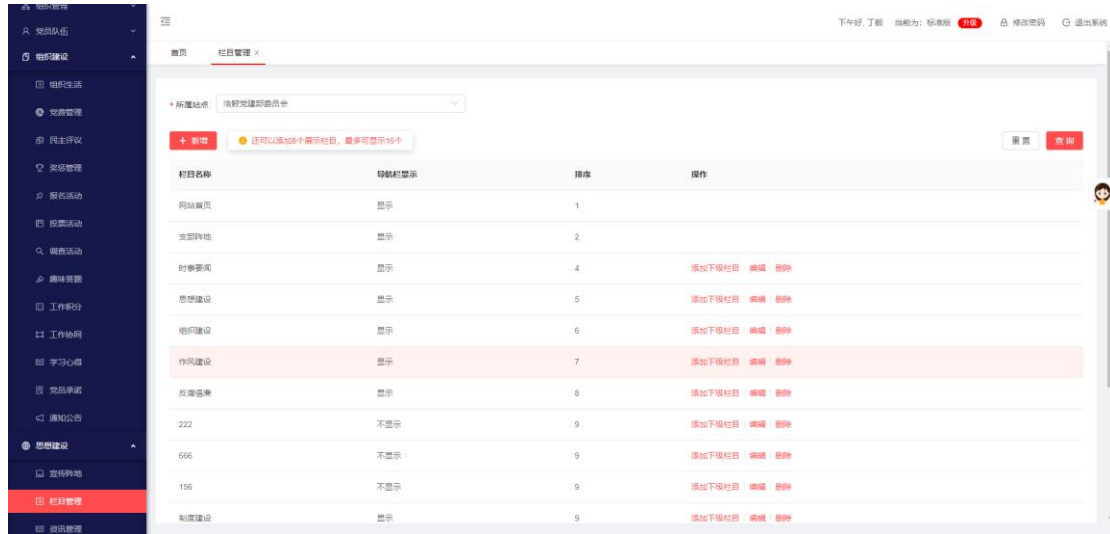 组织管理
党员队伍
组织建设
组织生活
党费管理
民主评议
奖惩管理
报名活动
投票活动
调查活动
趣味答题
工作积分
工作协同
学习心得
党员承诺
通知公告
思想建设
宣传阵地
栏目管理
资讯管理
下午好, 丁毅 当前为: 标准版 升级 修改密码 退出系统
首页 栏目管理 ×
* 所属站点: 浩野党建部委员会
+ 新增 还可以添加8个展示栏目，最多可显示16个 重置 查询
栏目名称 导航栏显示 排序 操作
网站首页 显示 1
支部阵地 显示 2
时事要闻 显示 4 添加下级栏目 编辑 删除
思想建设 显示 5 添加下级栏目 编辑 删除
组织建设 显示 6 添加下级栏目 编辑 删除
作风建设 显示 7 添加下级栏目 编辑 删除
反腐倡廉 显示 8 添加下级栏目 编辑 删除
222 不显示 9 添加下级栏目 编辑 删除
666 不显示 9 添加下级栏目 编辑 删除
156 不显示 9 添加下级栏目 编辑 删除
制度建设 显示 9 添加下级栏目 编辑 删除